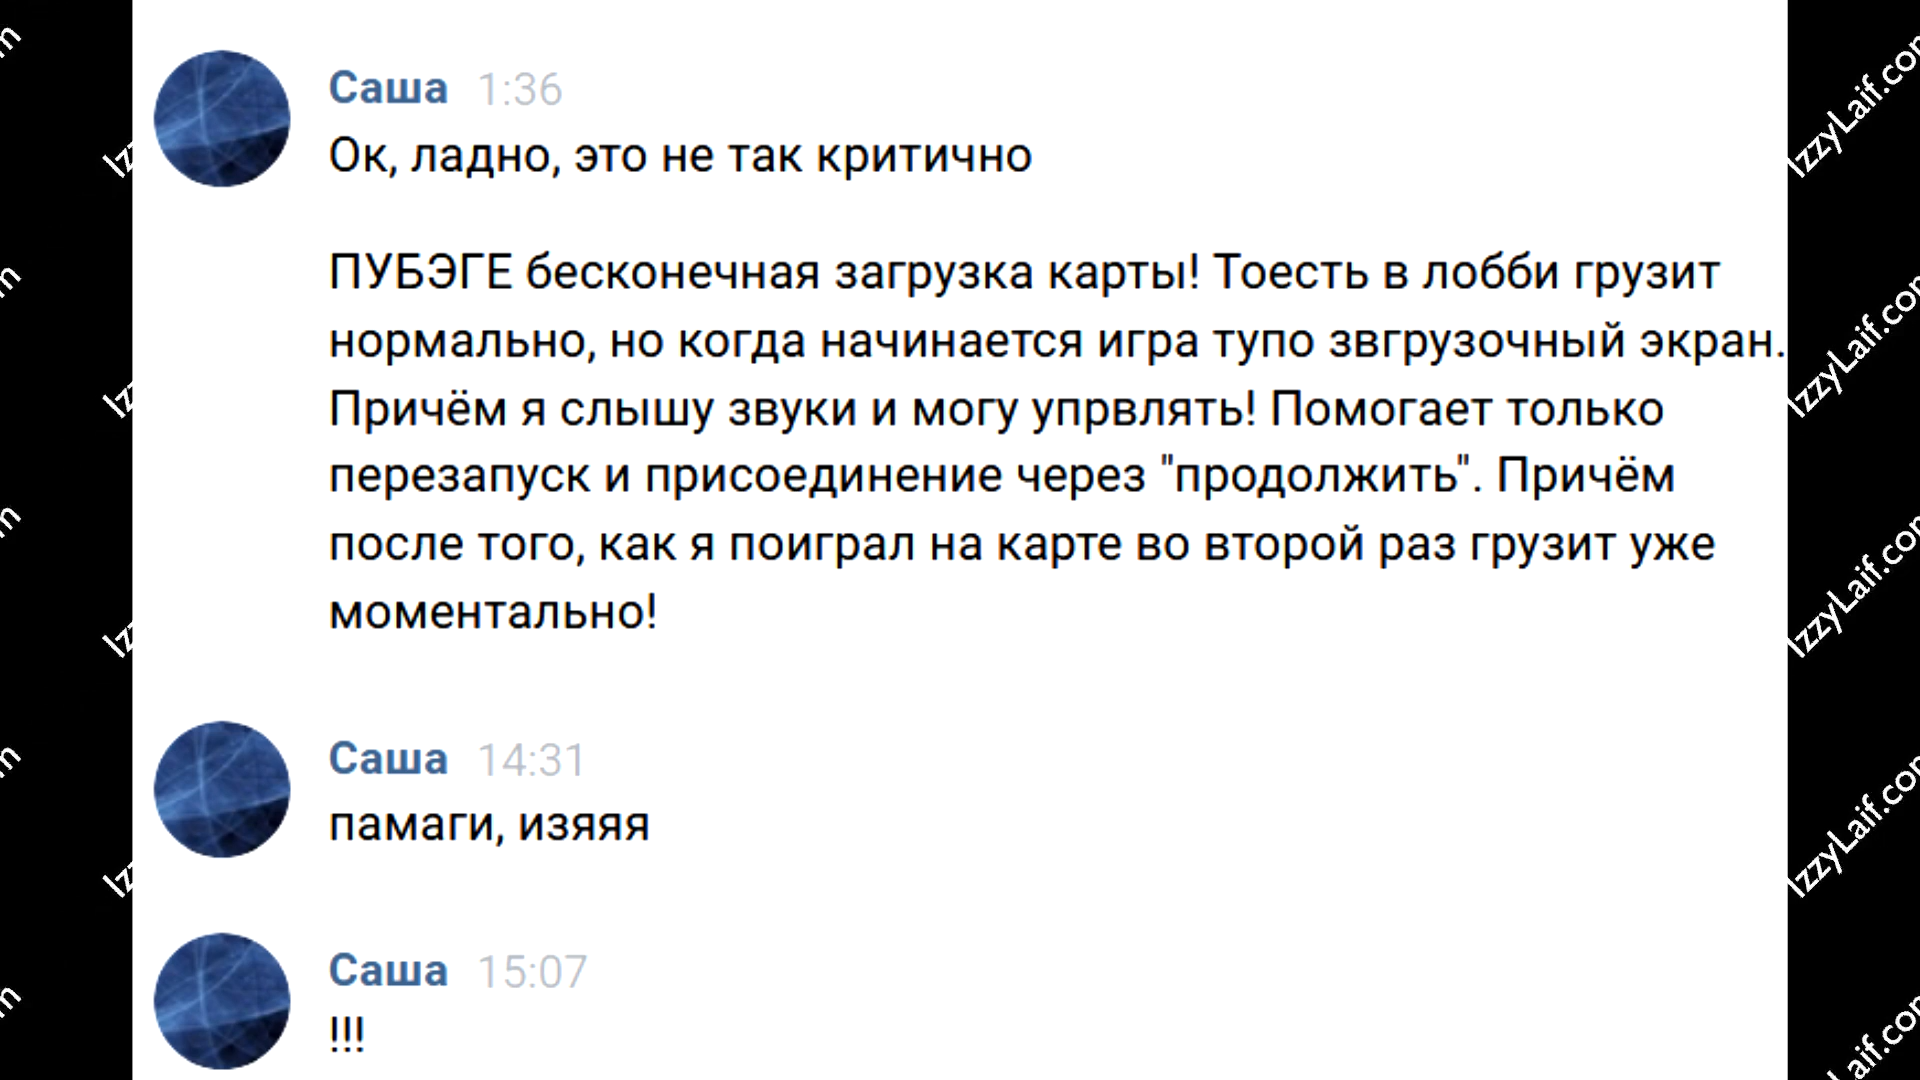 Саша 1:36
Ок, ладно, это не так критично
ПУБЭГЕ бесконечная загрузка карты! Тоесть в лобби грузит
нормально, но когда начинается игра тупо звгрузочный экран.
Причём я слышу звуки и могу упрвлять! Помогает только
перезапуск и присоединение через "продолжить". Причём
после того, как я поиграл на карте во второй раз грузит уже
моментально!
Саша 14:31
памаги, изяяя
Саша 15:07
!!!
IzzyLaif.com
IzzyLaif.com
IzzyLaif.com
IzzyLaif.com
IzzyLaif.com